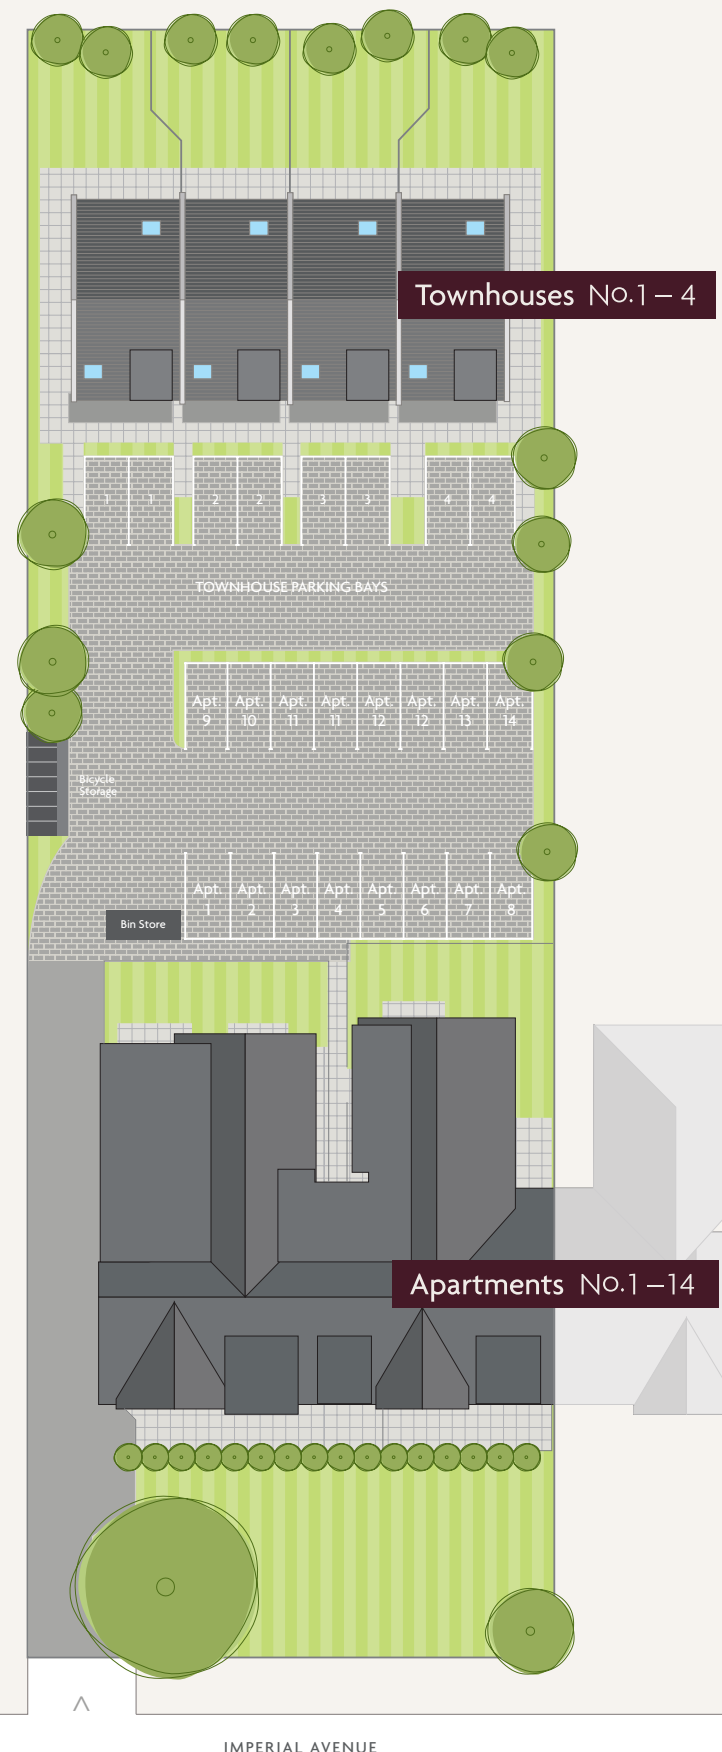 Townhouses No.1 – 4
1 1 2 2 3 3 4 4
TOWNHOUSE PARKING BAYS
Apt. Apt. Apt. Apt. Apt. Apt. Apt. Apt.
9 10 11 11 12 12 13 14
Bicycle
Storage
Apt. Apt. Apt. Apt. Apt. Apt. Apt. Apt.
1 2 3 4 5 6 7 8
Bin Store
Apartments No.1 – 14
IMPERIAL AVENUE